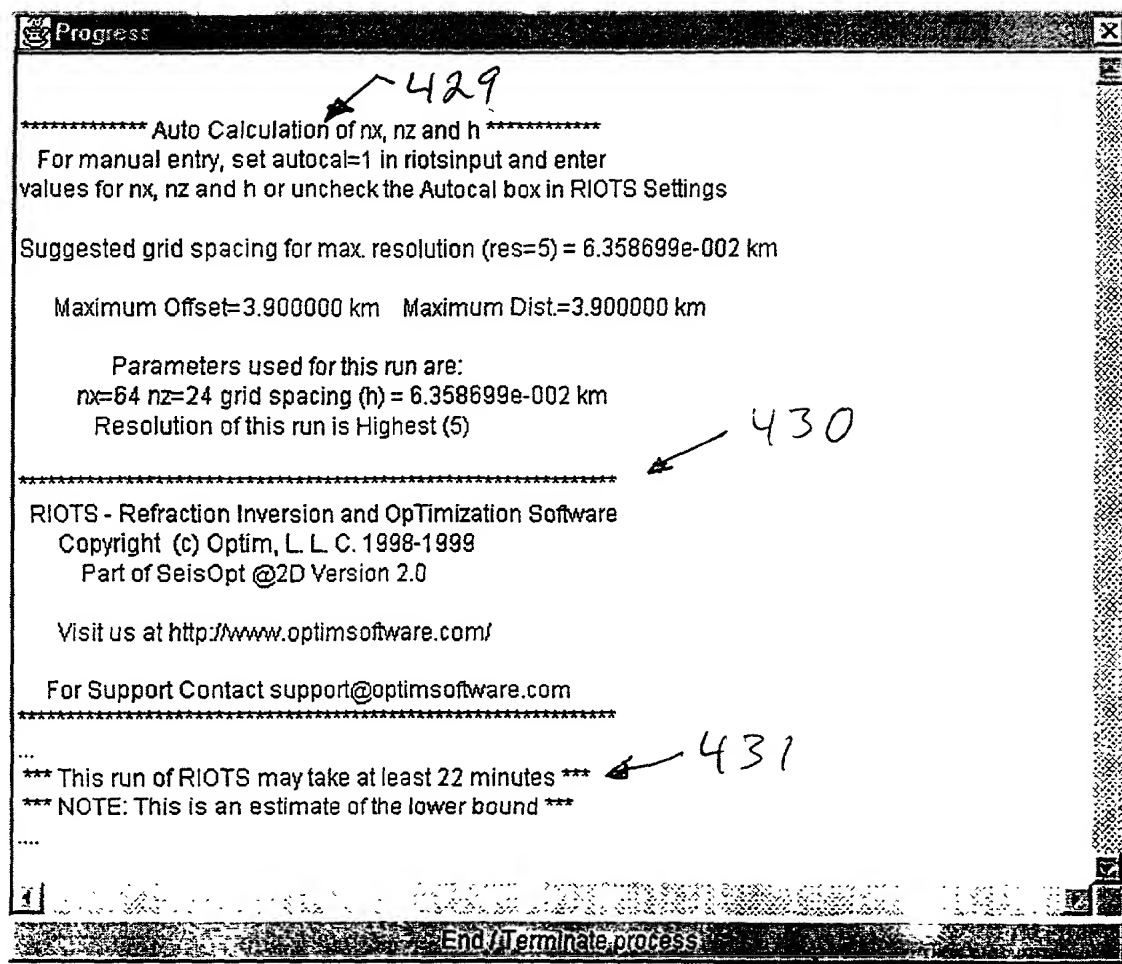 Progress
429
************* Auto Calculation of nx, nz and h ************
For manual entry, set autocal=1 in riotsinput and enter
values for nx, nz and h or uncheck the Autocal box in RIOTS Settings
Suggested grid spacing for max. resolution (res=5) = 6.358699e-002 km
Maximum Offset=3.900000 km Maximum Dist.=3.900000 km
Parameters used for this run are:
nx=64 nz=24 grid spacing (h) = 6.358699e-002 km
Resolution of this run is Highest (5)
430
*************************************************************
RIOTS - Refraction Inversion and OpTimization Software
Copyright (c) Optim, L. L. C. 1998-1999
Part of SeisOpt @2D Version 2.0
Visit us at http://www.optimsoftware.com/
For Support Contact support@optimsoftware.com
*************************************************************
...
431
*** This run of RIOTS may take at least 22 minutes ***
*** NOTE: This is an estimate of the lower bound ***
....
End / Terminate process